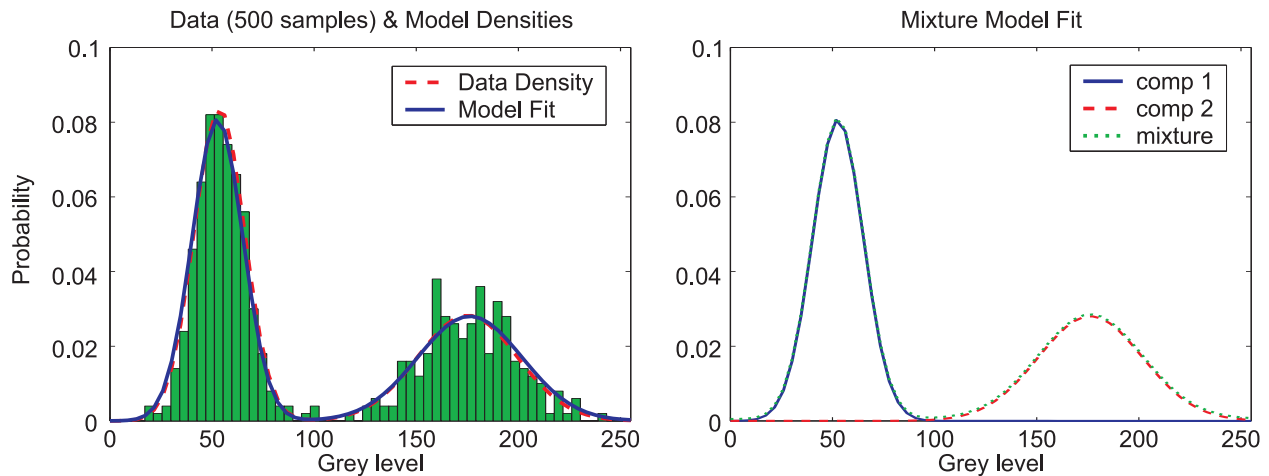 Data (500 samples) & Model Densities
0.1
0.08
0.06
0.04
0.02
0
Probability
Data Density
Model Fit
0 50 100 150 200 250
Grey level
Mixture Model Fit
0.1
0.08
0.06
0.04
0.02
0
comp 1
comp 2
mixture
0 50 100 150 200 250
Grey level